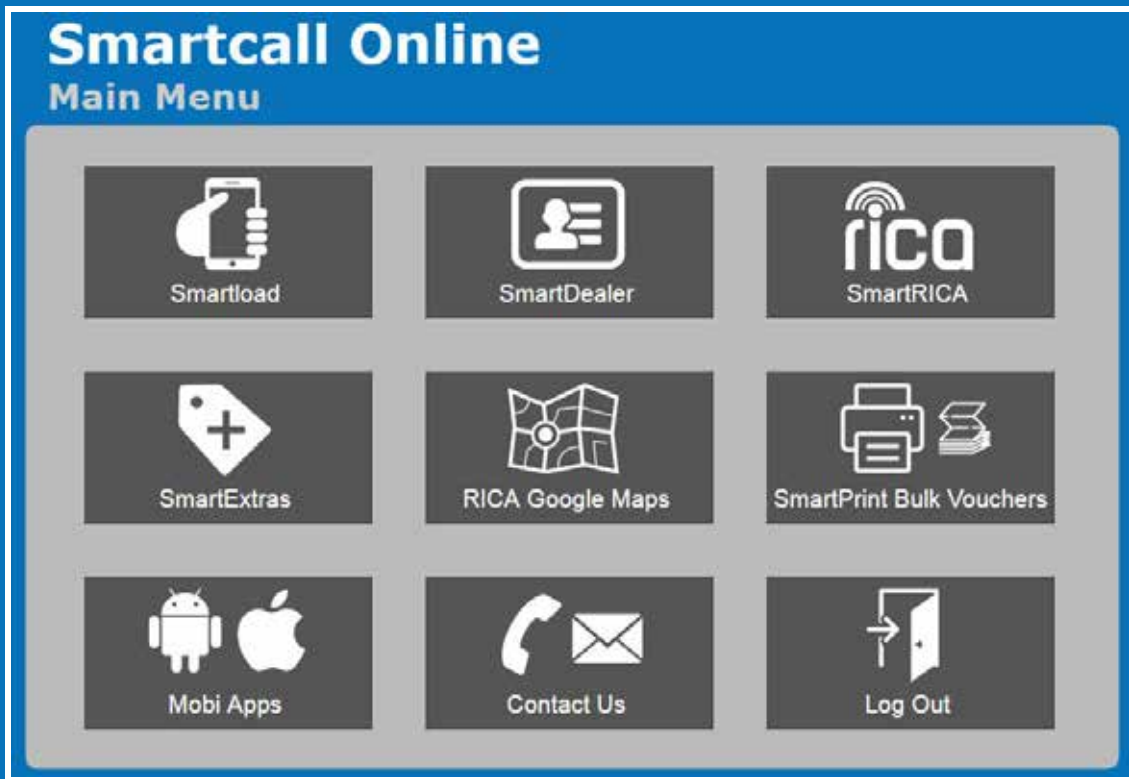 Smartcall Online
Main Menu
Smartload
SmartDealer
rica
SmartRICA
SmartExtras
RICA Google Maps
SmartPrint Bulk Vouchers
Mobi Apps
Contact Us
Log Out